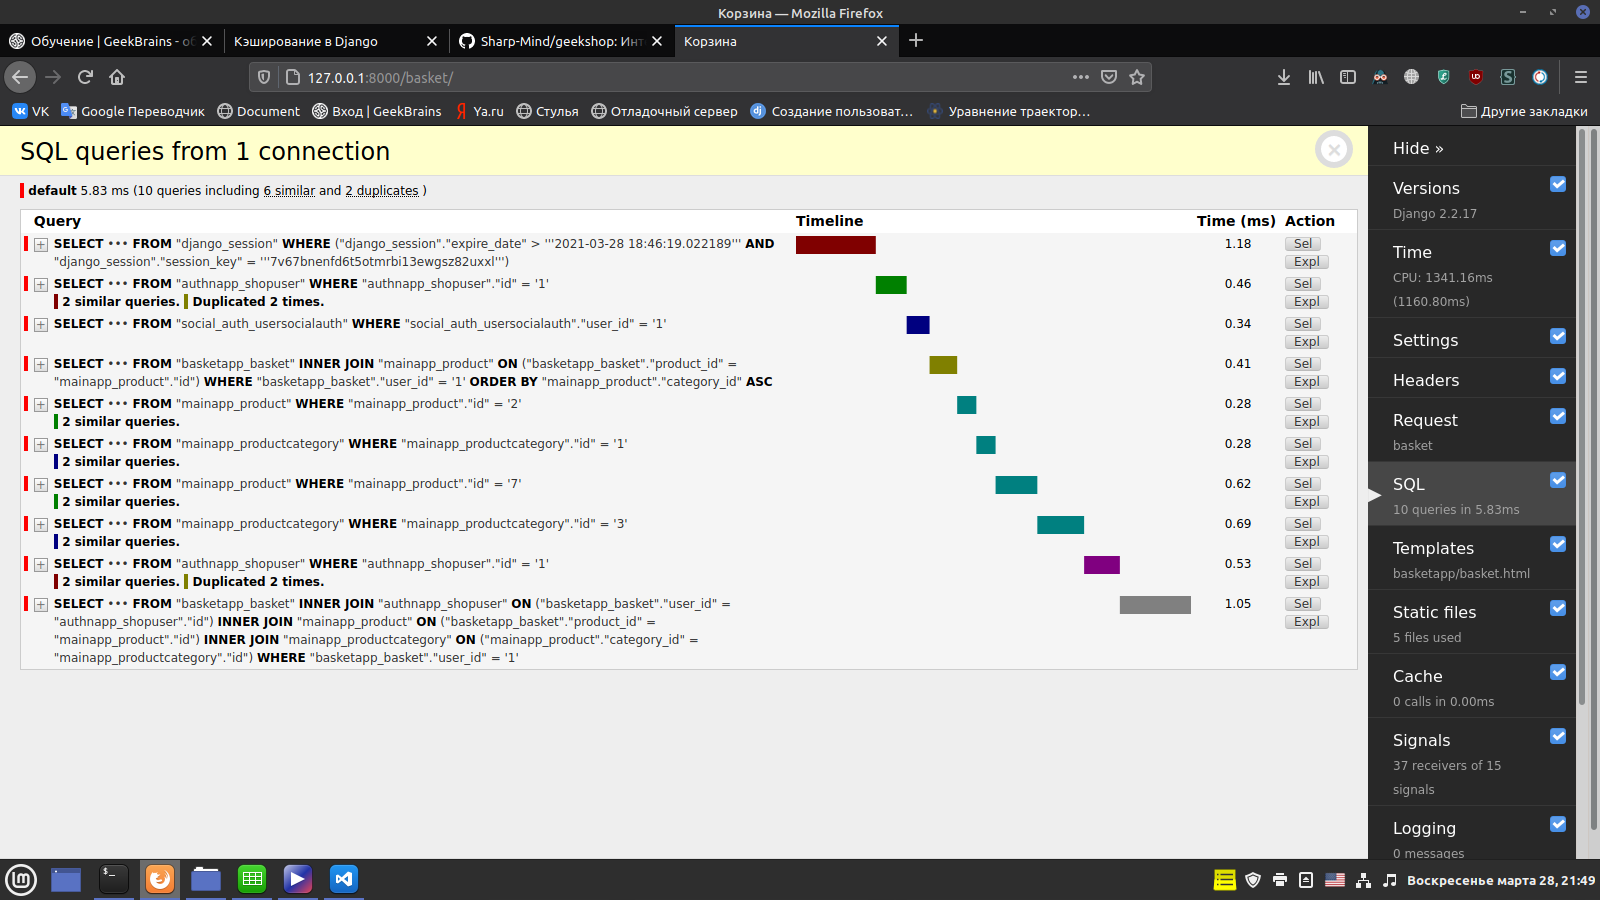 Корзина — Mozilla Firefox
Обучение | GeekBrains - об
Кэширование в Django
Sharp-Mind/geekshop: Инт
Корзина
127.0.0.1:8000/basket/
VK
Google Переводчик
Document
Вход | GeekBrains
Ya.ru
Стулья
Отладочный сервер
Создание пользоват…
Уравнение траектор…
Другие закладки
SQL queries from 1 connection
default 5.83 ms (10 queries including 6 similar and 2 duplicates )
Query Timeline Time (ms) Action
SELECT ••• FROM "django_session" WHERE ("django_session"."expire_date" > '''2021-03-28 18:46:19.022189''' AND 1.18 Sel
"django_session"."session_key" = '''7v67bnenfd6t5otmrbi13ewgsz82uxxl''') Expl
SELECT ••• FROM "authnapp_shopuser" WHERE "authnapp_shopuser"."id" = '1' 0.46 Sel
2 similar queries. Duplicated 2 times. Expl
SELECT ••• FROM "social_auth_usersocialauth" WHERE "social_auth_usersocialauth"."user_id" = '1' 0.34 Sel
Expl
SELECT ••• FROM "basketapp_basket" INNER JOIN "mainapp_product" ON ("basketapp_basket"."product_id" = 0.41 Sel
"mainapp_product"."id") WHERE "basketapp_basket"."user_id" = '1' ORDER BY "mainapp_product"."category_id" ASC Expl
SELECT ••• FROM "mainapp_product" WHERE "mainapp_product"."id" = '2' 0.28 Sel
2 similar queries. Expl
SELECT ••• FROM "mainapp_productcategory" WHERE "mainapp_productcategory"."id" = '1' 0.28 Sel
2 similar queries. Expl
SELECT ••• FROM "mainapp_product" WHERE "mainapp_product"."id" = '7' 0.62 Sel
2 similar queries. Expl
SELECT ••• FROM "mainapp_productcategory" WHERE "mainapp_productcategory"."id" = '3' 0.69 Sel
2 similar queries. Expl
SELECT ••• FROM "authnapp_shopuser" WHERE "authnapp_shopuser"."id" = '1' 0.53 Sel
2 similar queries. Duplicated 2 times. Expl
SELECT ••• FROM "basketapp_basket" INNER JOIN "authnapp_shopuser" ON ("basketapp_basket"."user_id" = 1.05 Sel
"authnapp_shopuser"."id") INNER JOIN "mainapp_product" ON ("basketapp_basket"."product_id" = Expl
"mainapp_product"."id") INNER JOIN "mainapp_productcategory" ON ("mainapp_product"."category_id" =
"mainapp_productcategory"."id") WHERE "basketapp_basket"."user_id" = '1'
Hide »
Versions
Django 2.2.17
Time
CPU: 1341.16ms
(1160.80ms)
Settings
Headers
Request
basket
SQL
10 queries in 5.83ms
Templates
basketapp/basket.html
Static files
5 files used
Cache
0 calls in 0.00ms
Signals
37 receivers of 15
signals
Logging
0 messages
Воскресенье марта 28, 21:49